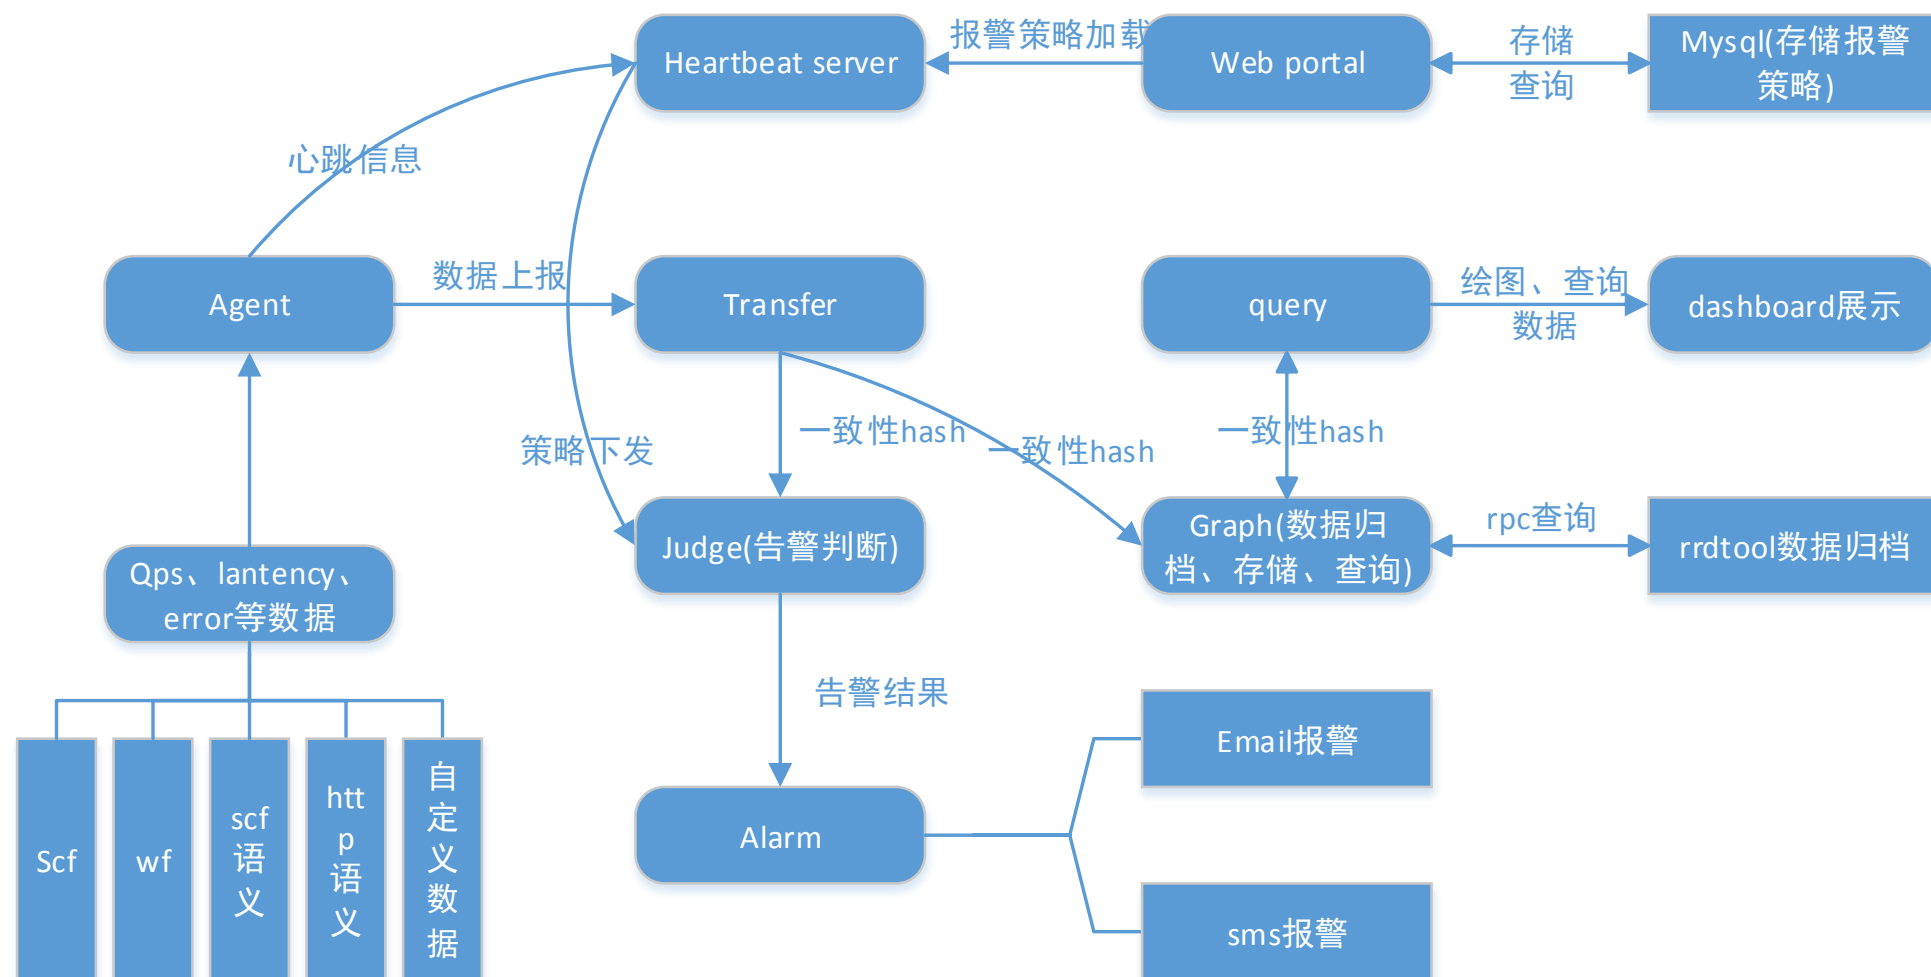 Heartbeat server
报警策略加载
Web portal
存储
查询
Mysql(存储报警
策略)
心跳信息
Agent
数据上报
Transfer
query
绘图、查询
数据
dashboard展示
策略下发
一致性hash
一致性hash
一致性hash
Judge(告警判断)
Graph(数据归
档、存储、查询)
rpc查询
rrdtool数据归档
Qps、lantency、
error等数据
告警结果
Scf
wf
scf
语
义
htt
p
语
义
自
定
义
数
据
Alarm
Email报警
sms报警